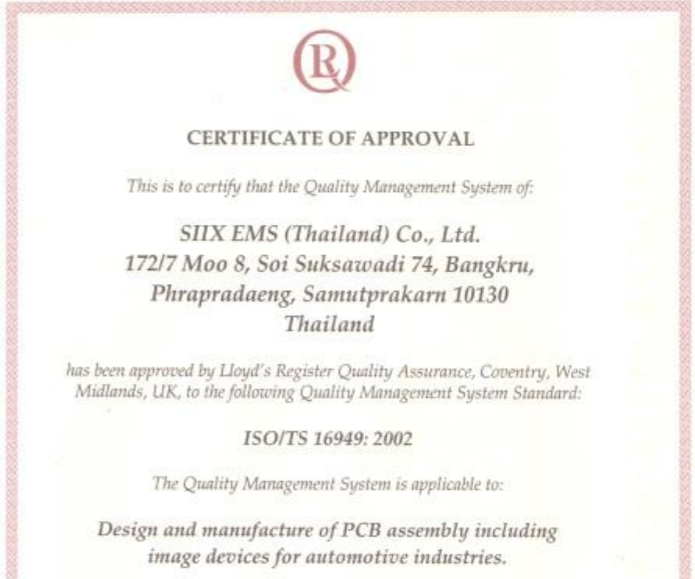 RQ
CERTIFICATE OF APPROVAL
This is to certify that the Quality Management System of:
SIIX EMS (Thailand) Co., Ltd.
172/7 Moo 8, Soi Suksawadi 74, Bangkru,
Phrapradaeng, Samutprakarn 10130
Thailand
has been approved by Lloyd's Register Quality Assurance, Coventry, West
Midlands, UK, to the following Quality Management System Standard:
ISO/TS 16949: 2002
The Quality Management System is applicable to:
Design and manufacture of PCB assembly including
image devices for automotive industries.